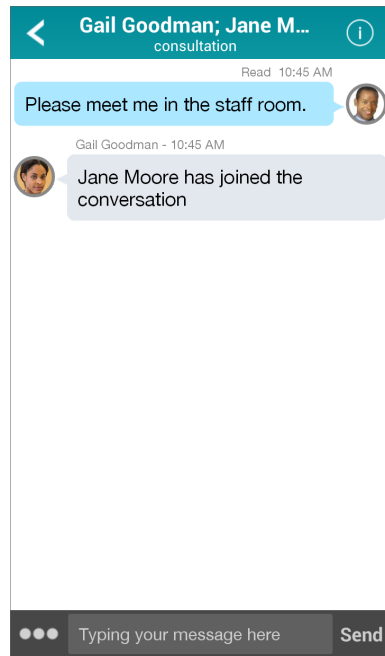 Gail Goodman; Jane M...
consultation
Read 10:45 AM
Please meet me in the staff room.
Gail Goodman - 10:45 AM
Jane Moore has joined the
conversation
Typing your message here
Send